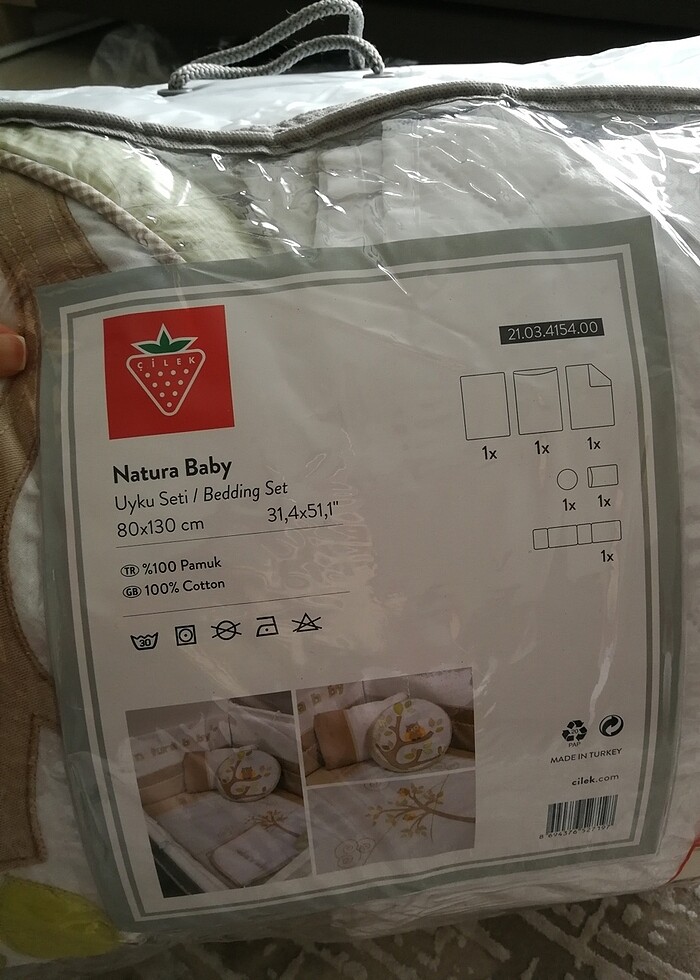 ÇİLEK
21.03.4154.00
1x 1x 1x
1x 1x
1x
Natura Baby
Uyku Seti / Bedding Set
80x130 cm 31,4x51,1"
TR %100 Pamuk
GB 100% Cotton
30
20
PAP
MADE IN TURKEY
cilek.com